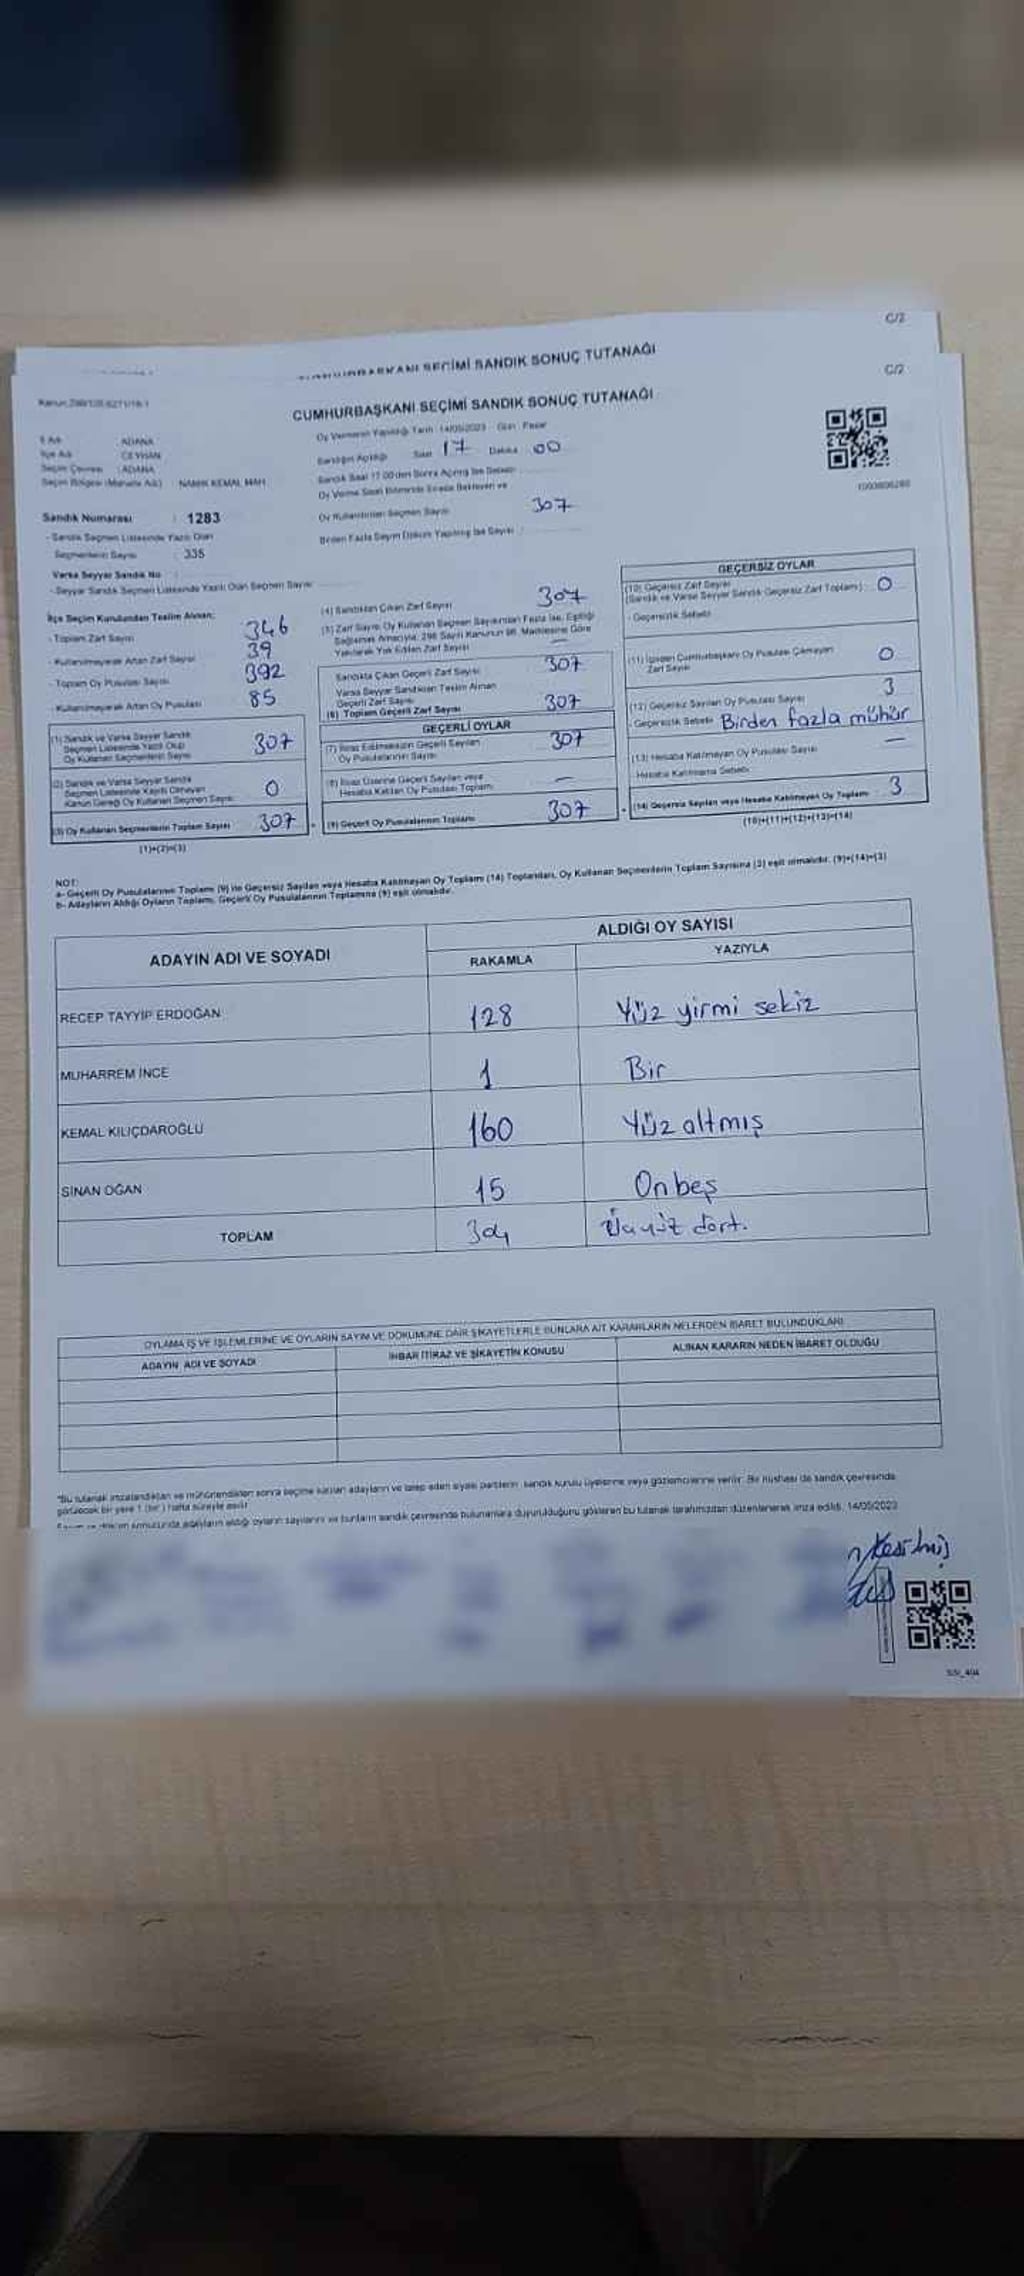 C/2
CUMHURBAŞKANI SEÇİMİ SANDIK SONUÇ TUTANAĞI
C/2
CUMHURBAŞKANI SEÇİMİ SANDIK SONUÇ TUTANAĞI
Oy Vermenin Yapıldığı Tarih 14/05/2023 Gün: Pazar
İl Adı : ADANA
İlçe Adı : CEYHAN
Seçim Çevresi : ADANA
Seçim Bölgesi (Mahalle Adı) : NAMIK KEMAL MAH.
Sandığın Açıldığı Saat 17 Dakika 00
Sandık Saat 17.00'den Sonra Açılmış İse Sebebi :
Oy Verme Saati Bitiminde Sırada Bekleyen ve
Oy Kullandırılan Seçmen Sayısı 307
Birden Fazla Sayım Döküm Yapılmış İse Sayısı :
Sandık Numarası : 1283
- Sandık Seçmen Listesinde Yazılı Olan
Seçmenlerin Sayısı : 335
Varsa Seyyar Sandık No
- Seyyar Sandık Seçmen Listesinde Yazılı Olan Seçmen Sayısı
İlçe Seçim Kurulundan Teslim Alınan;
- Toplam Zarf Sayısı 346
- Kullanılmayarak Artan Zarf Sayısı 39
- Toplam Oy Pusulası Sayısı 392
- Kullanılmayarak Artan Oy Pusulası 85
(1) Sandık ve Varsa Seyyar Sandık
Seçmen Listesinde Yazılı Olup
Oy Kullanan Seçmenlerin Sayısı 307
(2) Sandık ve Varsa Seyyar Sandık
Seçmen Listesinde Kayıtlı Olmayan
Kanun Gereği Oy Kullanan Seçmen Sayısı 0
(3) Oy Kullanan Seçmenlerin Toplam Sayısı 307
(1)+(2)=(3)
(4) Sandıktan Çıkan Zarf Sayısı 307
(5) Zarf Sayısı Oy Kullanan Seçmen Sayısından Fazla İse, Eşitliği
Sağlamak Amacıyla; 298 Sayılı Kanunun 98. Maddesine Göre
Yakılarak Yok Edilen Zarf Sayısı —
Sandıkta Çıkan Geçerli Zarf Sayısı 307
Varsa Seyyar Sandıktan Teslim Alınan
Geçerli Zarf Sayısı
(6) Toplam Geçerli Zarf Sayısı 307
GEÇERLİ OYLAR
(7) İtiraz Edilmeksizin Geçerli Sayılan
Oy Pusulalarının Sayısı 307
(8) İtiraz Üzerine Geçerli Sayılan veya
Hesaba Katılan Oy Pusulası Toplamı —
(9) Geçerli Oy Pusulalarının Toplamı 307
GEÇERSİZ OYLAR
(10) Geçersiz Zarf Sayısı
(Sandık ve Varsa Seyyar Sandık Geçersiz Zarf Toplamı) 0
- Geçersizlik Sebebi
(11) İçinden Cumhurbaşkanı Oy Pusulası Çıkmayan
Zarf Sayısı 0
(12) Geçersiz Sayılan Oy Pusulası Sayısı 3
- Geçersizlik Sebebi Birden fazla mühür
(13) Hesaba Katılmayan Oy Pusulası Sayısı —
Hesaba Katılmama Sebebi
(14) Geçersiz Sayılan veya Hesaba Katılmayan Oy Toplamı 3
(10)+(11)+(12)+(13)=(14)
NOT:
a- Geçerli Oy Pusulalarının Toplamı (9) ile Geçersiz Sayılan veya Hesaba Katılmayan Oy Toplamı (14) Toplamları, Oy Kullanan Seçmenlerin Toplam Sayısına (3) eşit olmalıdır. (9)+(14)=(3)
b- Adayların Aldığı Oyların Toplamı, Geçerli Oy Pusulalarının Toplamına (9) eşit olmalıdır.
ADAYIN ADI VE SOYADI
ALDIĞI OY SAYISI
RAKAMLA YAZIYLA
RECEP TAYYİP ERDOĞAN 128 Yüz yirmi sekiz
MUHARREM İNCE 1 Bir
KEMAL KILIÇDAROĞLU 160 Yüz altmış
SİNAN OĞAN 15 Onbeş
TOPLAM 304 Üçyüz dört.
OYLAMA İŞ VE İŞLEMLERİNE VE OYLARIN SAYIM VE DÖKÜMÜNE DAİR ŞİKAYETLERLE BUNLARA AİT KARARLARIN NELERDEN İBARET BULUNDUKLARI
ADAYIN ADI VE SOYADI İHBAR İTİRAZ VE ŞİKAYETİN KONUSU ALINAN KARARIN NEDEN İBARET OLDUĞU
*Bu tutanak imzalandıktan ve mühürlendikten sonra seçime katılan adayların ve talep eden siyasi partilerin sandık kurulu üyelerine veya gözlemcilerine verilir. Bir nüshası da sandık çevresinde
görülecek bir yere 1 (bir) hafta süreyle asılır
Sayım ve döküm sonucunda adayların aldığı oyların sayılarını ve bunların sandık çevresinde bulunanlara duyurulduğunu gösteren bu tutanak tarafımızdan düzenlenerek imza edildi. 14/05/2023